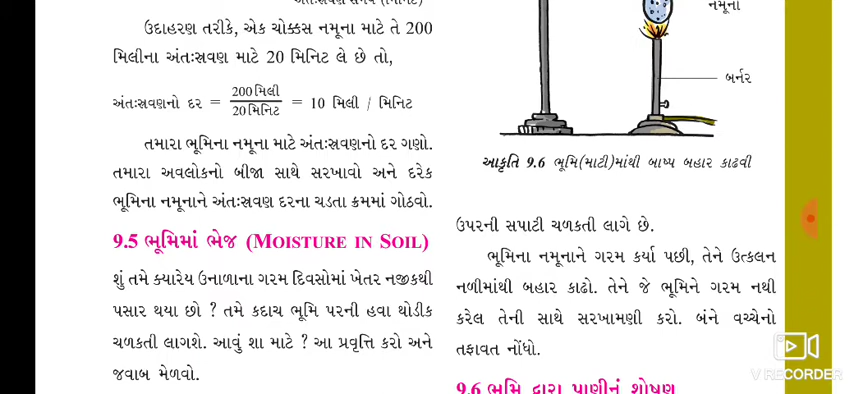 અંતઃસ્રવણ સમય (મિનિટ)
ઉદાહરણ તરીકે, એક ચોક્કસ નમૂના માટે તે 200
મિલીના અંતઃસ્રવણ માટે 20 મિનિટ લે છે તો,
અંતઃસ્રવણનો દર = 200 મિલી / 20 મિનિટ = 10 મિલી / મિનિટ
તમારા ભૂમિના નમૂના માટે અંતઃસ્રવણનો દર ગણો.
તમારા અવલોકનો બીજા સાથે સરખાવો અને દરેક
ભૂમિના નમૂનાને અંતઃસ્રવણ દરના ચડતા ક્રમમાં ગોઠવો.
9.5 ભૂમિમાં ભેજ (MOISTURE IN SOIL)
શું તમે ક્યારેય ઉનાળાના ગરમ દિવસોમાં ખેતર નજીકથી
પસાર થયા છો ? તમે કદાચ ભૂમિ પરની હવા થોડીક
ચળકતી લાગશે. આવું શા માટે ? આ પ્રવૃત્તિ કરો અને
જવાબ મેળવો.
નમૂના
બર્નર
આકૃતિ 9.6 ભૂમિ(માટી)માંથી બાષ્પ બહાર કાઢવી
ઉપરની સપાટી ચળકતી લાગે છે.
ભૂમિના નમૂનાને ગરમ કર્યા પછી, તેને ઉત્કલન
નળીમાંથી બહાર કાઢો. તેને જે ભૂમિને ગરમ નથી
કરેલ તેની સાથે સરખામણી કરો. બંને વચ્ચેનો
તફાવત નોંધો.
9.6 ભૂમિ દ્વારા પાણીનું શોષણ
V RECORDER